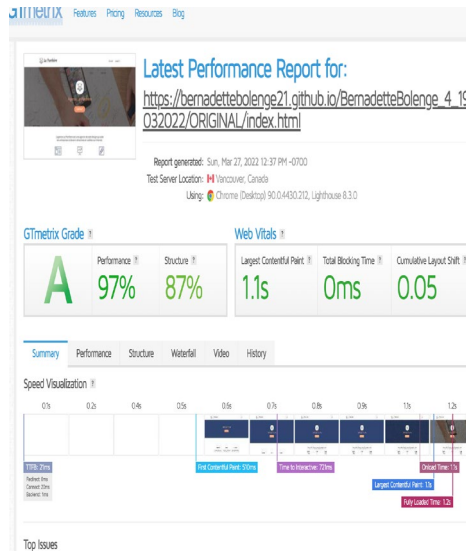 GTmetrix Features Pricing Resources Blog
Latest Performance Report for:
https://bernadettebolenge21.github.io/BernadetteBolenge_4_19
032022/ORIGINAL/index.html
Report generated: Sun, Mar 27, 2022 12:37 PM -0700
Test Server Location: Vancouver, Canada
Using: Chrome (Desktop) 90.0.4430.212, Lighthouse 8.3.0
GTmetrix Grade ? Web Vitals ?
Performance ? Structure ? Largest Contentful Paint ? Total Blocking Time ? Cumulative Layout Shift ?
A 97% 87% 1.1s 0ms 0.05
Summary Performance Structure Waterfall Video History
Speed Visualization ?
0.1s 0.2s 0.4s 0.5s 0.6s 0.7s 0.8s 0.9s 1.1s 1.2s
TTFB: 21ms First Contentful Paint: 510ms Time to Interactive: 721ms Onload Time: 1.1s
Redirect: 0ms
Largest Contentful Paint: 1.1s
Fully Loaded Time: 1.2s
Top Issues